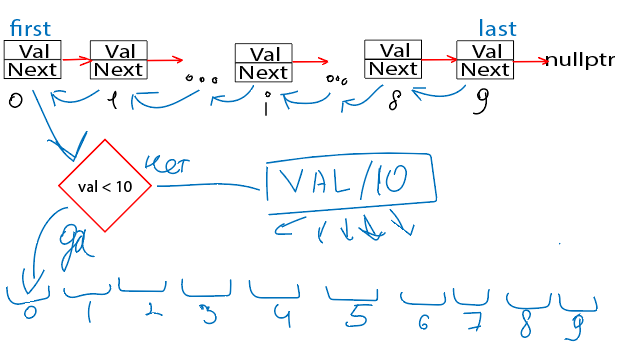 first last
Val Val Val Val Val
Next Next Next Next Next nullptr
0 1 ... i ... 8 9
нет
val < 10 VAL/10
да
0 1 2 3 4 5 6 7 8 9